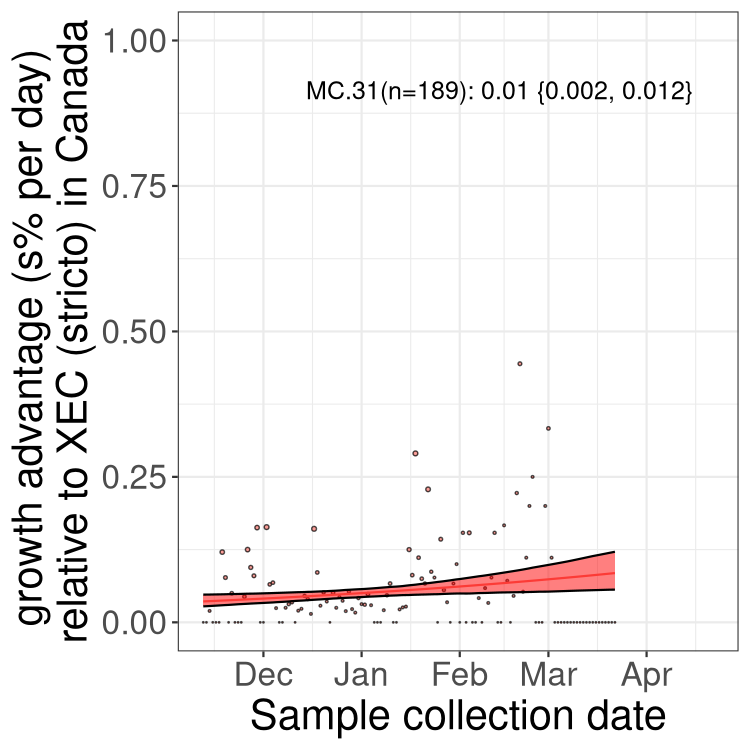 growth advantage (s% per day)
relative to XEC (stricto) in Canada
1.00
0.75
0.50
0.25
0.00
MC.31(n=189): 0.01 {0.002, 0.012}
Dec Jan Feb Mar Apr
Sample collection date